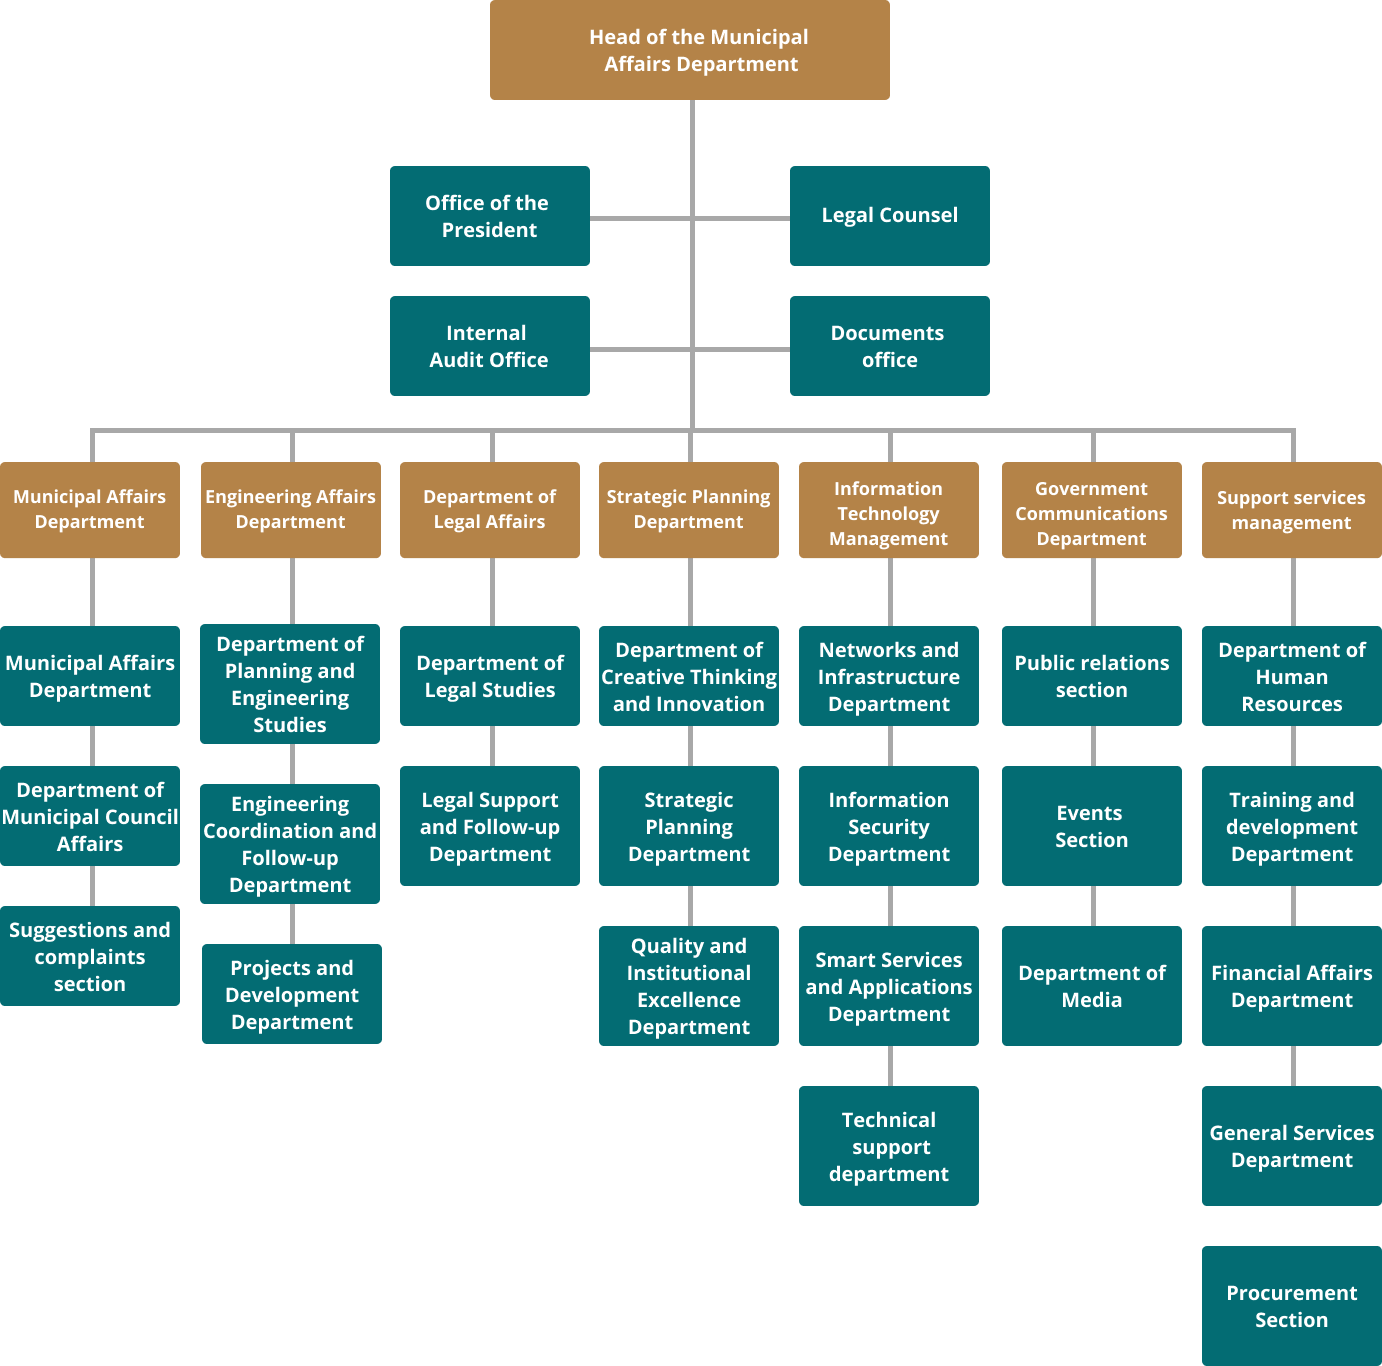 Head of the Municipal
Affairs Department
Office of the
President
Legal Counsel
Internal
Audit Office
Documents
office
Municipal Affairs
Department
Engineering Affairs
Department
Department of
Legal Affairs
Strategic Planning
Department
Information
Technology
Management
Government
Communications
Department
Support services
management
Municipal Affairs
Department
Department of
Municipal Council
Affairs
Suggestions and
complaints
section
Department of
Planning and
Engineering
Studies
Engineering
Coordination and
Follow-up
Department
Projects and
Development
Department
Department of
Legal Studies
Legal Support
and Follow-up
Department
Department of
Creative Thinking
and Innovation
Strategic
Planning
Department
Quality and
Institutional
Excellence
Department
Networks and
Infrastructure
Department
Information
Security
Department
Smart Services
and Applications
Department
Technical
support
department
Public relations
section
Events
Section
Department of
Media
Department of
Human
Resources
Training and
development
Department
Financial Affairs
Department
General Services
Department
Procurement
Section